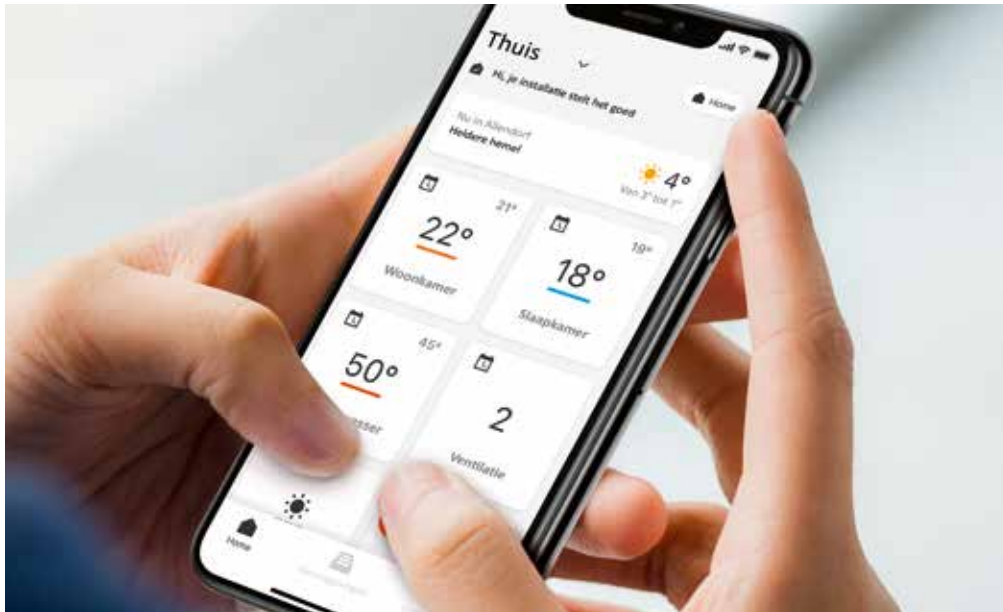 Thuis
Home
Hi, je installatie stelt het goed
Nu in Allendorf
Heldere hemel
4°
Van 3° tot 1°
21°
22°
Woonkamer
19°
18°
Slaapkamer
45°
50°
2
Ventilatie
Home